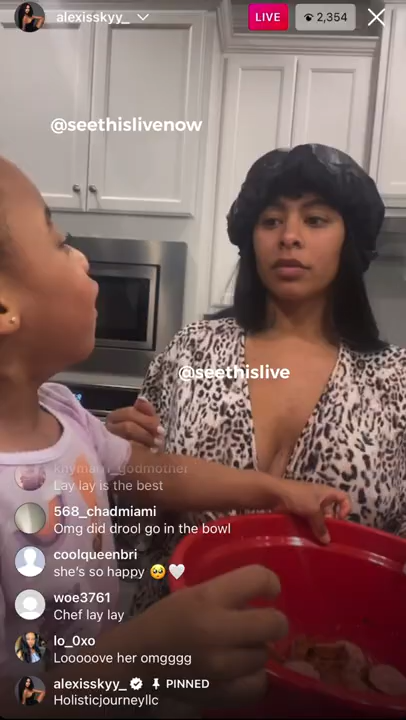 alexisskyy_
LIVE
2,354
@seethislivenow
@seethislive
Lay lay is the best
568_chadmiami
Omg did drool go in the bowl
coolqueenbri
she's so happy 🥺🤍
woe3761
Chef lay lay
lo_0xo
Looooove her omgggg
alexisskyy_ PINNED
Holisticjourneyllc